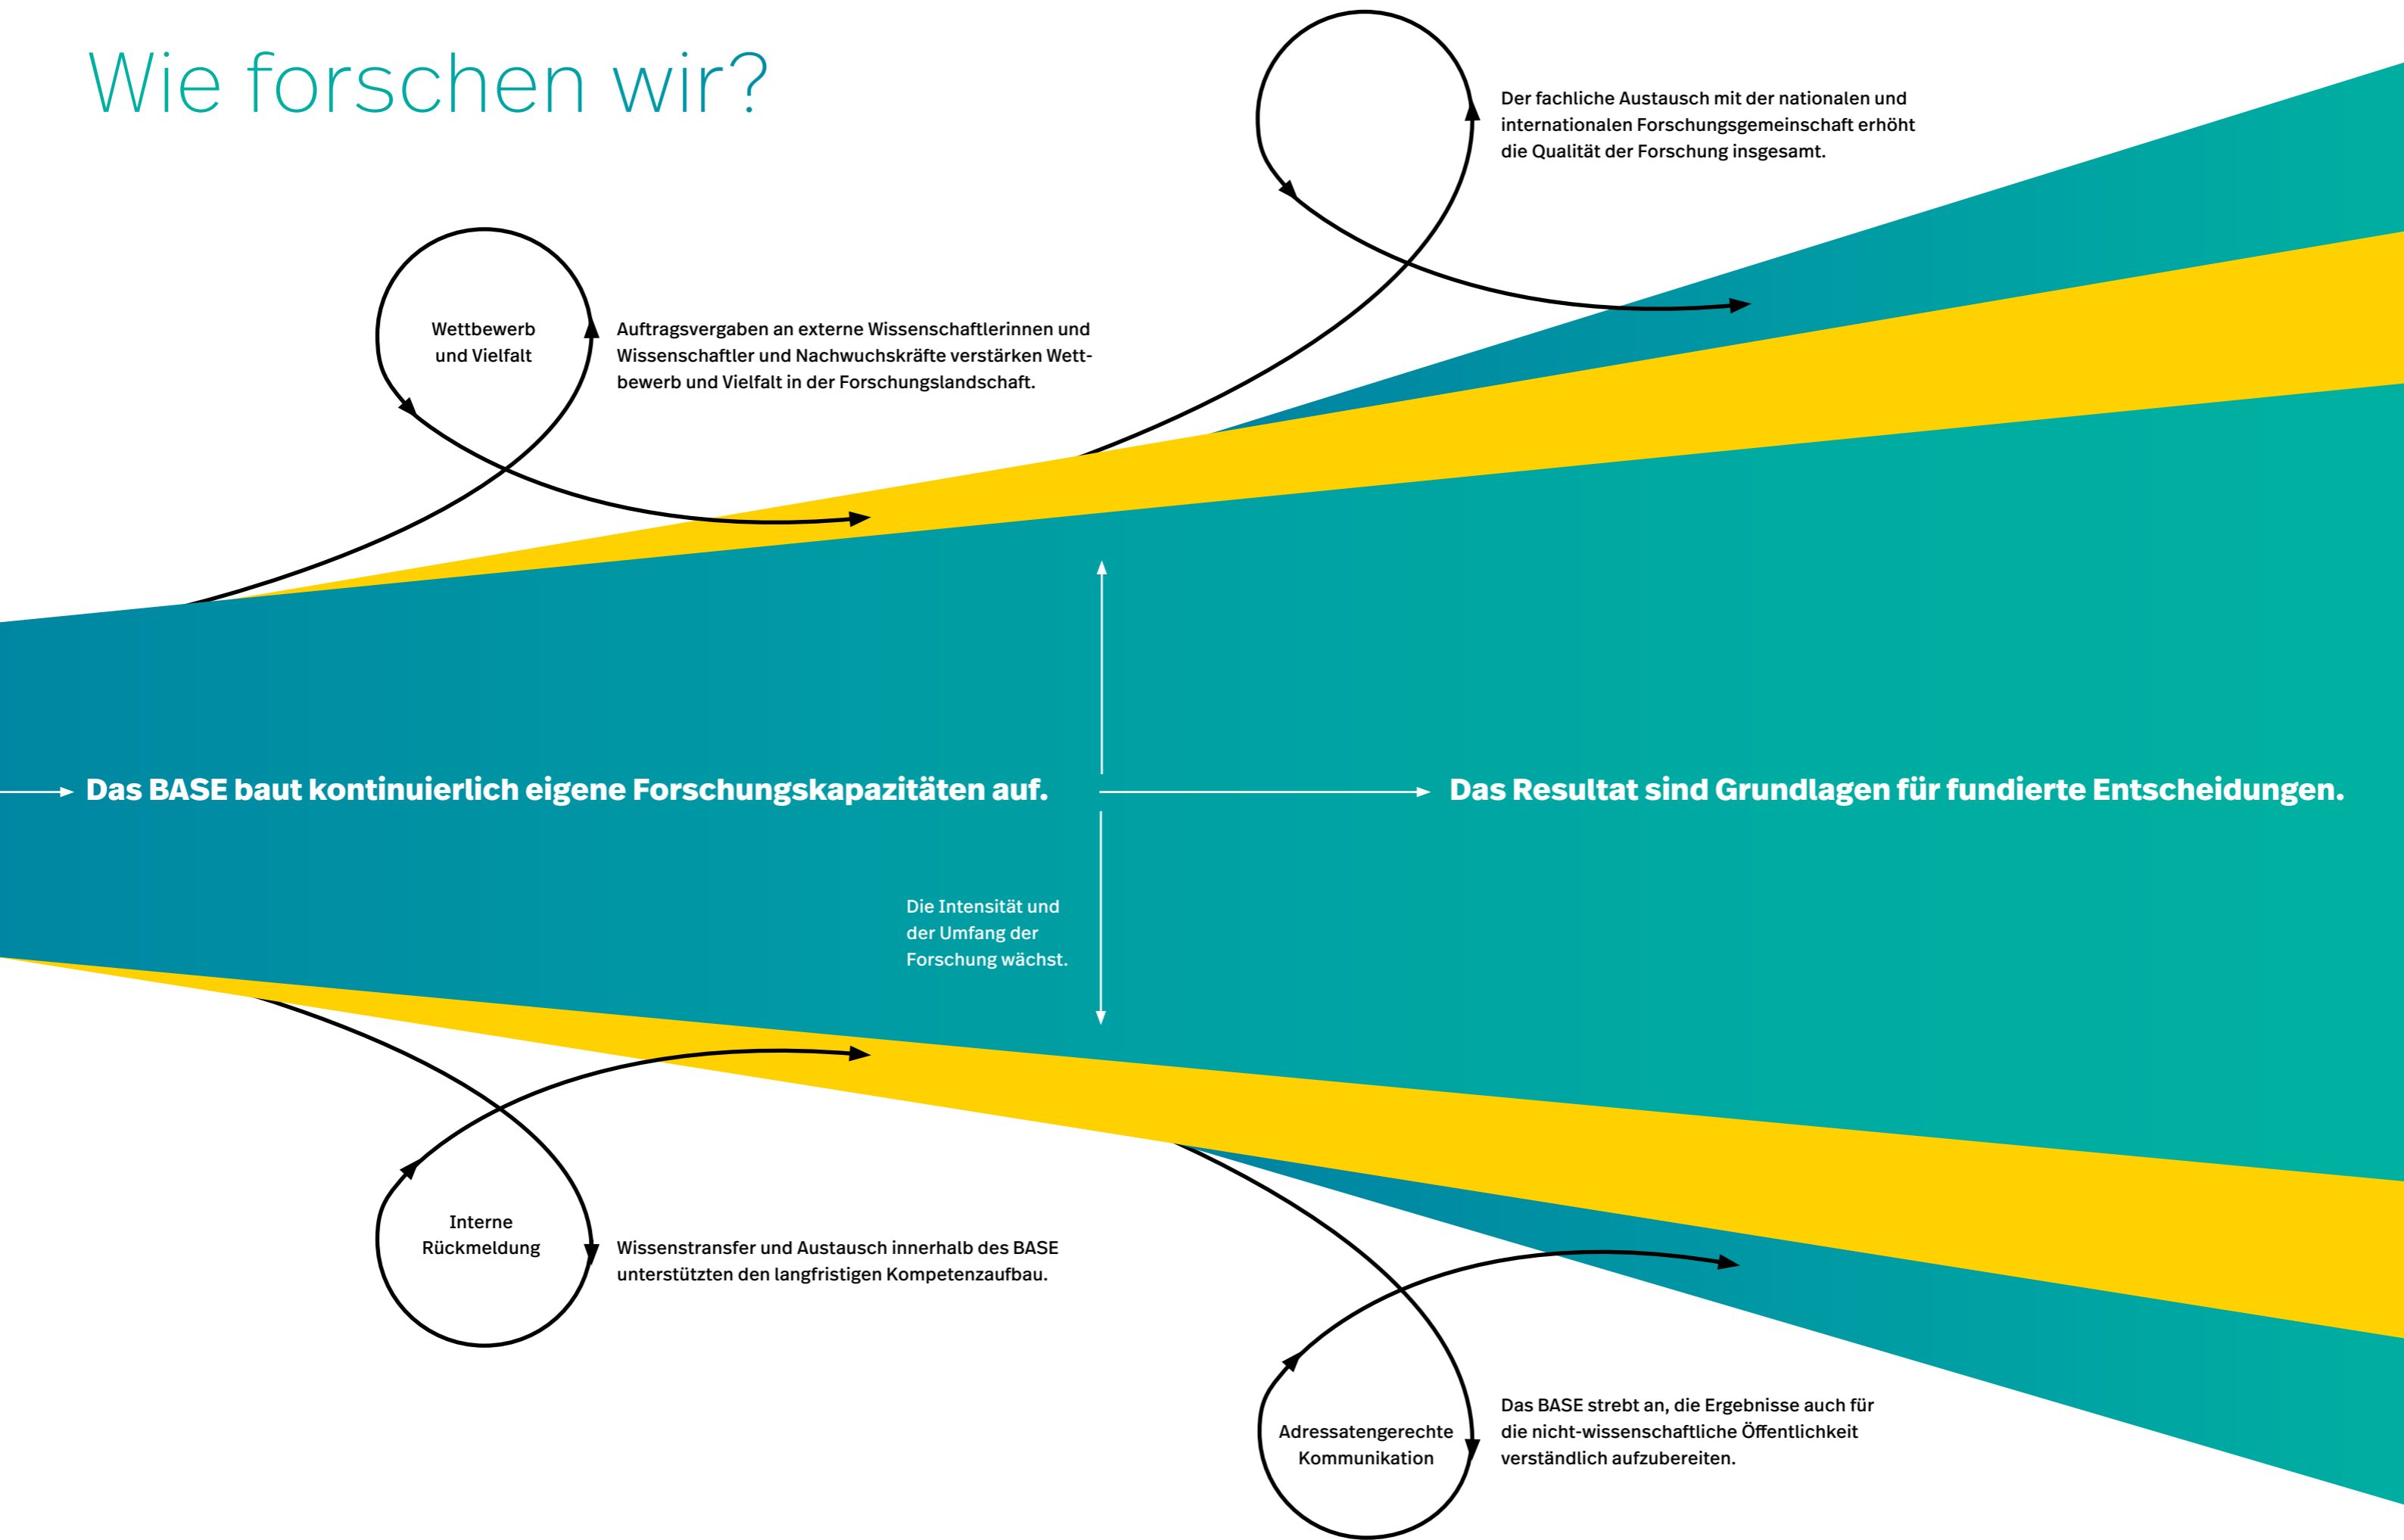 Wie forschen wir?
Der fachliche Austausch mit der nationalen und
internationalen Forschungsgemeinschaft erhöht
die Qualität der Forschung insgesamt.
Wettbewerb
und Vielfalt
Auftragsvergaben an externe Wissenschaftlerinnen und
Wissenschaftler und Nachwuchskräfte verstärken Wett-
bewerb und Vielfalt in der Forschungslandschaft.
Das BASE baut kontinuierlich eigene Forschungskapazitäten auf.
Das Resultat sind Grundlagen für fundierte Entscheidungen.
Die Intensität und
der Umfang der
Forschung wächst.
Interne
Rückmeldung
Wissenstransfer und Austausch innerhalb des BASE
unterstützten den langfristigen Kompetenzaufbau.
Adressatengerechte
Kommunikation
Das BASE strebt an, die Ergebnisse auch für
die nicht-wissenschaftliche Öffentlichkeit
verständlich aufzubereiten.